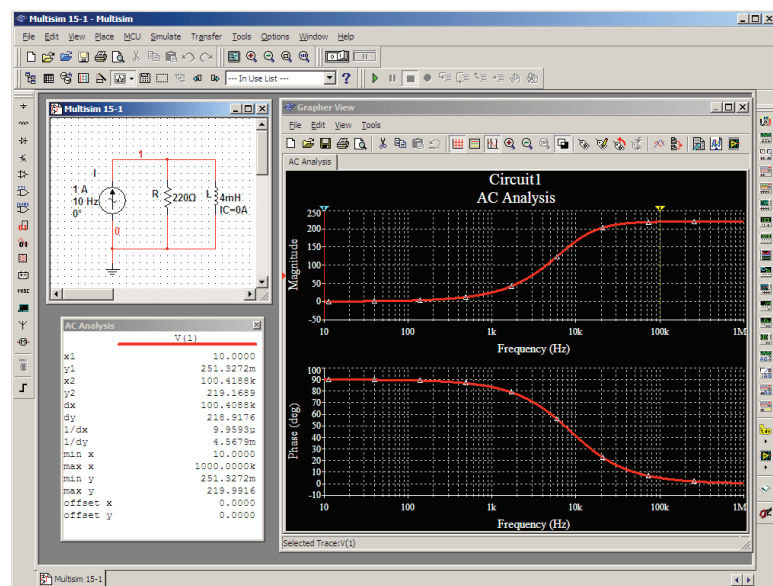 Multisim 15-1 - Multisim
File Edit View Place MCU Simulate Transfer Tools Options Window Help
--- In Use List --- ?
Multisim 15-1
1
I
1 A
10 Hz
0°
R
220Ω
L
4mH
IC=0A
0
MISC
AC Analysis
V(1)
x1 10.0000
y1 251.3272m
x2 100.4188k
y2 219.1689
dx 100.4088k
dy 218.9176
1/dx 9.9593µ
1/dy 4.5679m
min x 10.0000
max x 1000.0000k
min y 251.3272m
max y 219.9916
offset x 0.0000
offset y 0.0000
Grapher View
File Edit View Tools
AC Analysis
Circuit1
AC Analysis
Magnitude
250
200
150
100
50
0
-50
10 100 1k 10k 100k 1M
Frequency (Hz)
Phase (deg)
100
90
80
70
60
50
40
30
20
10
0
-10
10 100 1k 10k 100k 1M
Frequency (Hz)
Selected Trace:V(1)
Multisim 15-1